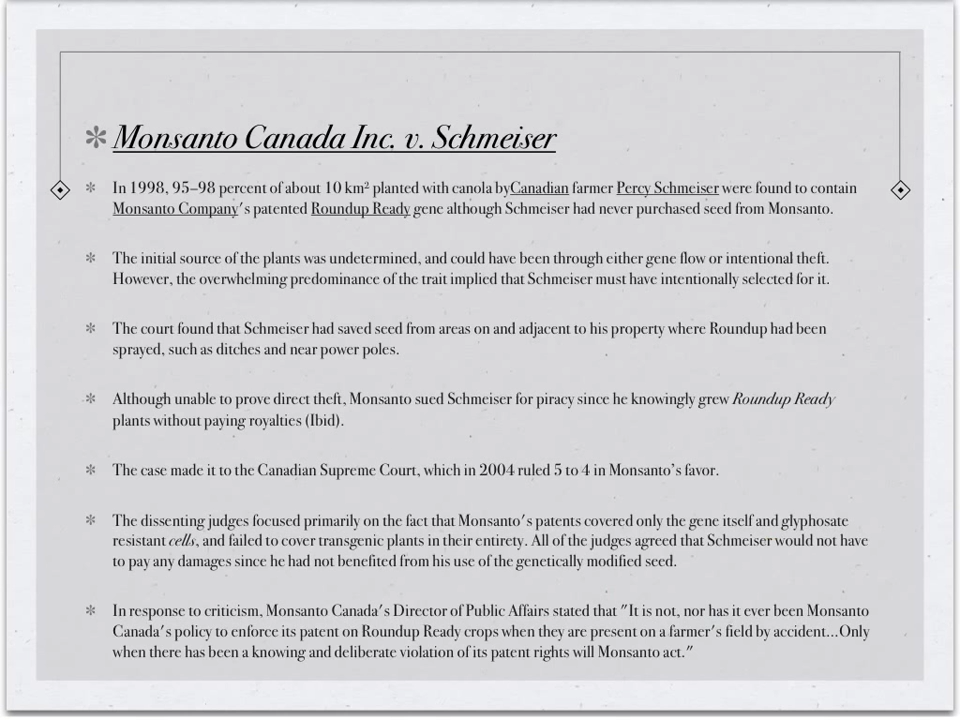 Monsanto Canada Inc. v. Schmeiser
In 1998, 95–98 percent of about 10 km² planted with canola byCanadian farmer Percy Schmeiser were found to contain
Monsanto Company's patented Roundup Ready gene although Schmeiser had never purchased seed from Monsanto.
The initial source of the plants was undetermined, and could have been through either gene flow or intentional theft.
However, the overwhelming predominance of the trait implied that Schmeiser must have intentionally selected for it.
The court found that Schmeiser had saved seed from areas on and adjacent to his property where Roundup had been
sprayed, such as ditches and near power poles.
Although unable to prove direct theft, Monsanto sued Schmeiser for piracy since he knowingly grew Roundup Ready
plants without paying royalties (Ibid).
The case made it to the Canadian Supreme Court, which in 2004 ruled 5 to 4 in Monsanto's favor.
The dissenting judges focused primarily on the fact that Monsanto's patents covered only the gene itself and glyphosate
resistant cells, and failed to cover transgenic plants in their entirety. All of the judges agreed that Schmeiser would not have
to pay any damages since he had not benefited from his use of the genetically modified seed.
In response to criticism, Monsanto Canada's Director of Public Affairs stated that "It is not, nor has it ever been Monsanto
Canada's policy to enforce its patent on Roundup Ready crops when they are present on a farmer's field by accident...Only
when there has been a knowing and deliberate violation of its patent rights will Monsanto act."